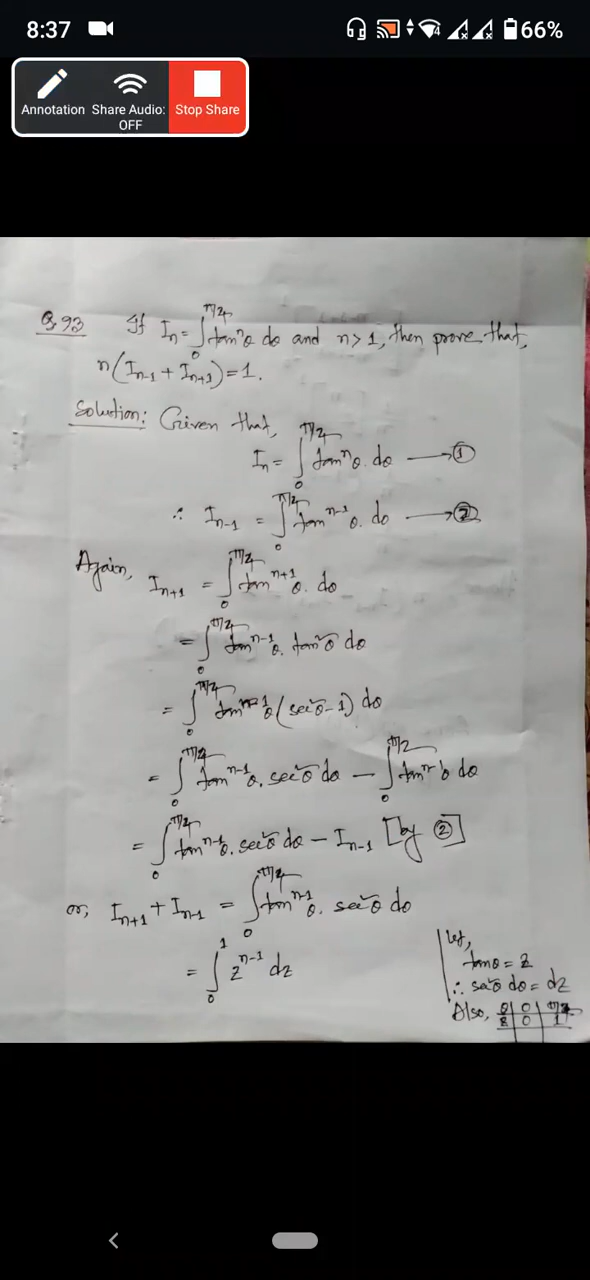 8:37
66%
Annotation Share Audio: OFF Stop Share
Q.93 If Iₙ = ∫₀^{π/4} tanⁿθ dθ and n > 1, then prove that,
n(Iₙ₋₁ + Iₙ₊₁) = 1.
Solution: Given that,
Iₙ = ∫₀^{π/4} tanⁿθ. dθ ⟶ ①
∴ Iₙ₋₁ = ∫₀^{π/4} tanⁿ⁻¹θ. dθ ⟶ ②
Again, Iₙ₊₁ = ∫₀^{π/4} tanⁿ⁺¹θ. dθ
= ∫₀^{π/4} tanⁿ⁻¹θ. tan²θ dθ
= ∫₀^{π/4} tanⁿ⁻¹θ (sec²θ - 1) dθ
= ∫₀^{π/4} tanⁿ⁻¹θ. sec²θ dθ −
= ∫₀^{π/4} tanⁿ⁻¹θ. sec²θ dθ − Iₙ₋₁ [by ②]
or, Iₙ₊₁ + Iₙ₋₁ = ∫₀^{π/4} tanⁿ⁻¹θ. sec²θ dθ
= ∫₀¹ zⁿ⁻¹ dz
Let,
tanθ = z
∴ sec²θ dθ = dz
Also, θ 0 π/4
z 0 1